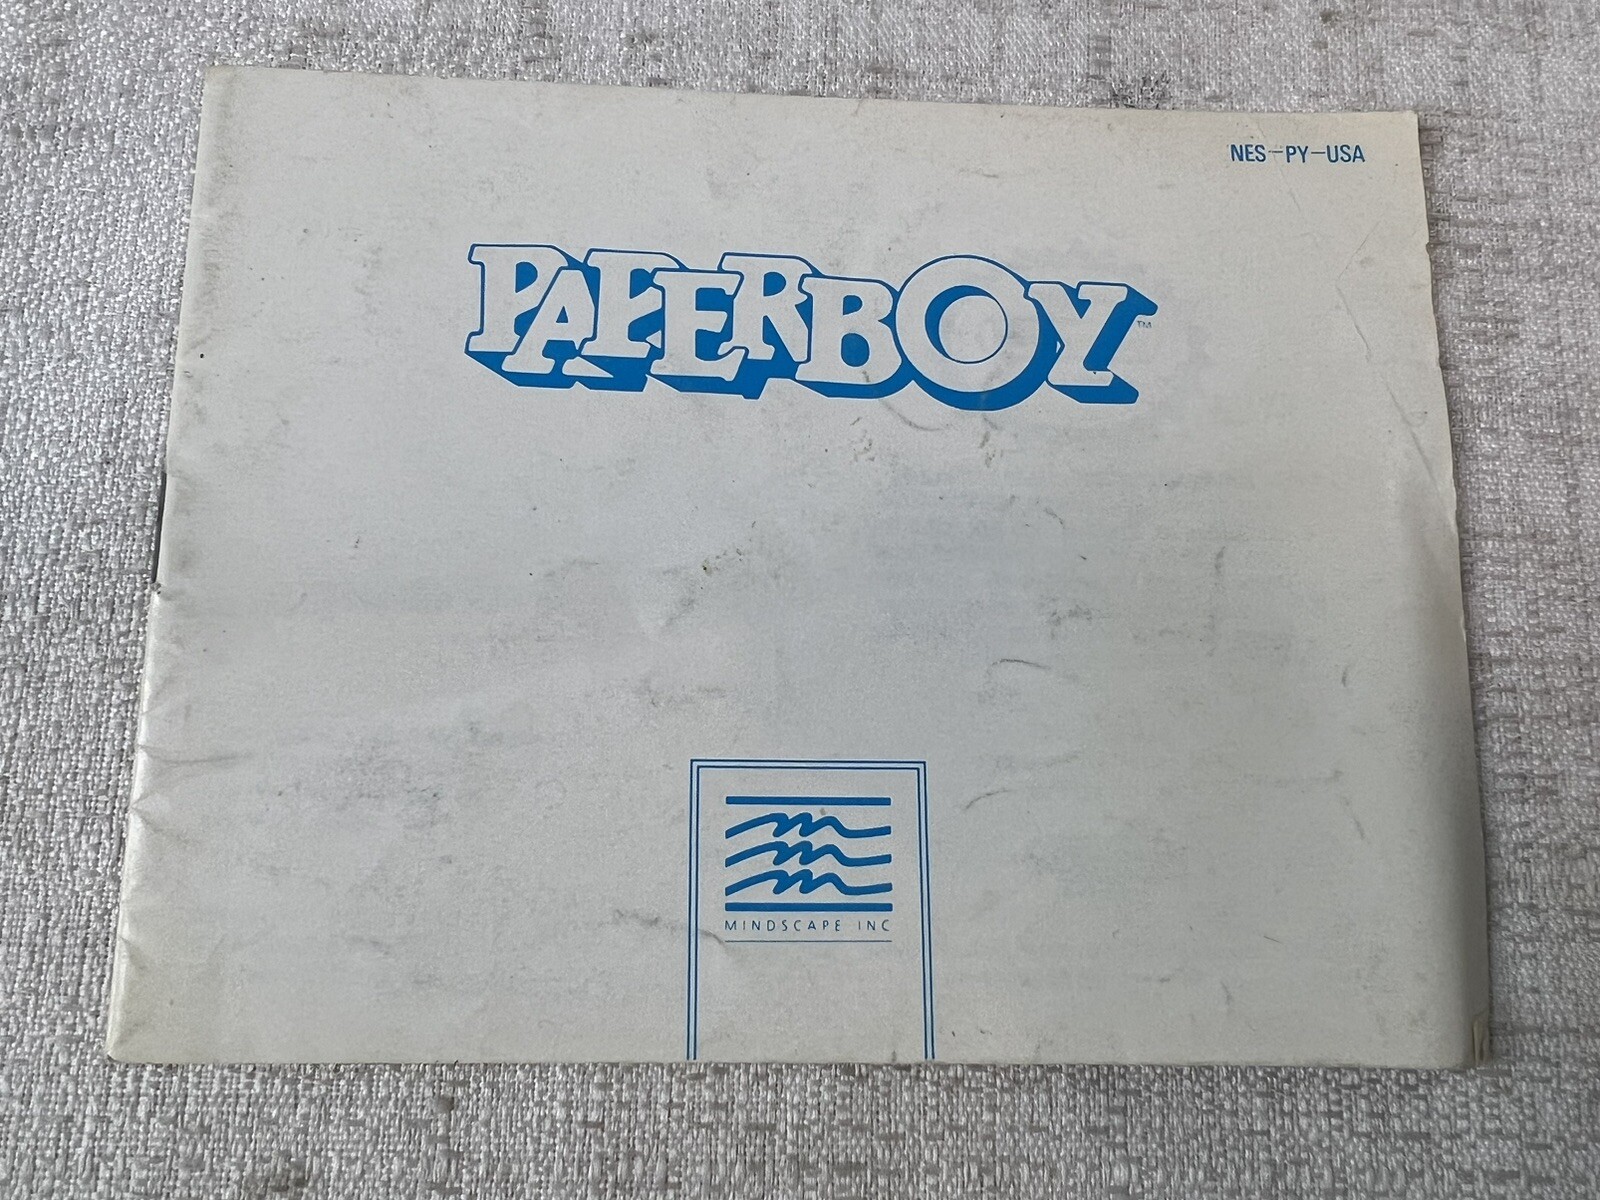 NES-PY-USA
PAPERBOY™
MINDSCAPE INC